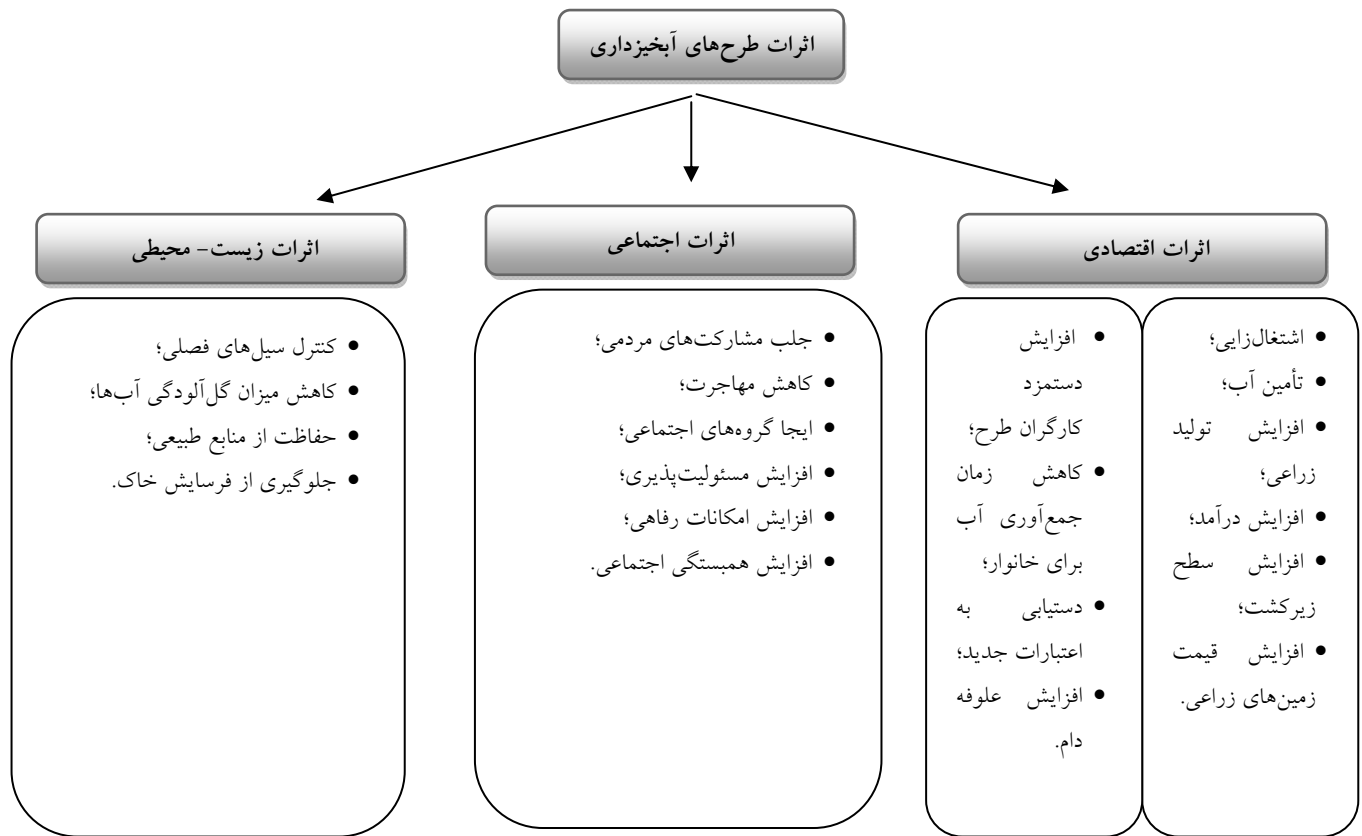 اثرات طرح‌های آبخیزداری
اثرات اقتصادی
• اشتغال‌زایی؛
• تأمین آب؛
• افزایش تولید
زراعی؛
• افزایش درآمد؛
• افزایش سطح
زیرکشت؛
• افزایش قیمت
زمین‌های زراعی.
• افزایش
دستمزد
کارگران طرح؛
• کاهش زمان
جمع‌آوری آب
برای خانوار؛
• دستیابی به
اعتبارات جدید؛
• افزایش علوفه
دام.
اثرات اجتماعی
• جلب مشارکت‌های مردمی؛
• کاهش مهاجرت؛
• ایجا گروه‌های اجتماعی؛
• افزایش مسئولیت‌پذیری؛
• افزایش امکانات رفاهی؛
• افزایش همبستگی اجتماعی.
اثرات زیست- محیطی
• کنترل سیل‌های فصلی؛
• کاهش میزان گل‌آلودگی آب‌ها؛
• حفاظت از منابع طبیعی؛
• جلوگیری از فرسایش خاک.